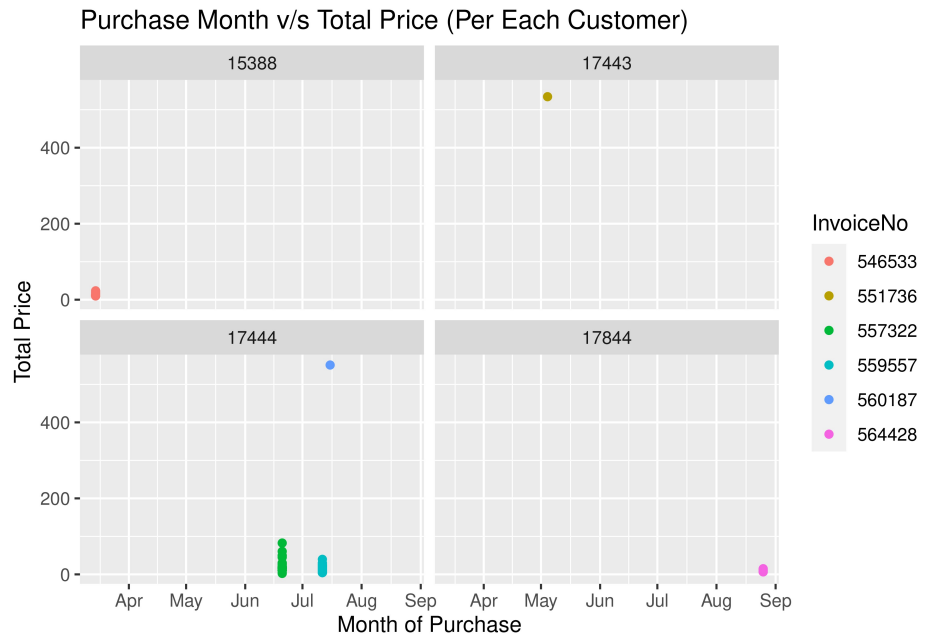 Purchase Month v/s Total Price (Per Each Customer)
15388
17443
400
200
0
17444
17844
400
200
0
Apr May Jun Jul Aug Sep
Apr May Jun Jul Aug Sep
Month of Purchase
Total Price
InvoiceNo
546533
551736
557322
559557
560187
564428